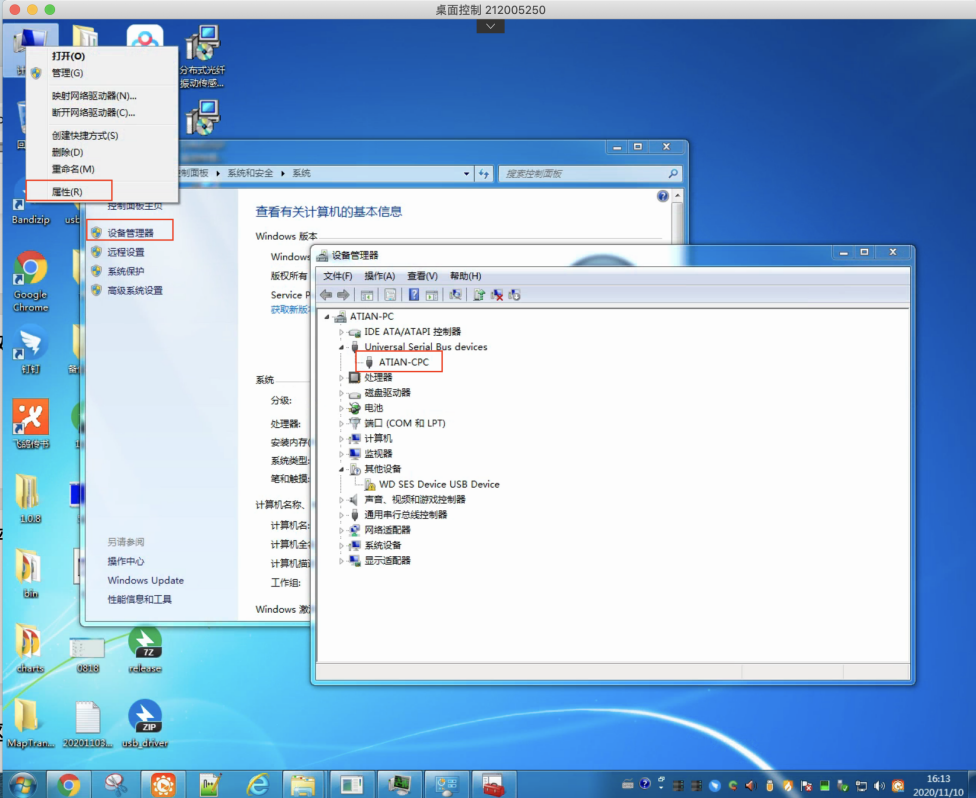 桌面控制 212005250
打开(O)
管理(G)
映射网络驱动器(N)...
断开网络驱动器(C)...
创建快捷方式(S)
删除(D)
重命名(M)
属性(R)
分布式光纤
振动传感...
Bandizip
usb
Google
Chrome
钉钉
飞鸽传书
1.0.8
bin
charts
0818
release
MapTran...
20201103...
usb_driver
控制面板
系统和安全
系统
搜索控制面板
控制面板主页
设备管理器
远程设置
系统保护
高级系统设置
另请参阅
操作中心
Windows Update
性能信息和工具
查看有关计算机的基本信息
Windows 版本
Windows
版权所有
Service P
获取新版
系统
分级:
处理器:
安装内存(
系统类型:
笔和触摸:
计算机名称、
计算机名:
计算机全
计算机描
工作组:
Windows 激
设备管理器
文件(F) 操作(A) 查看(V) 帮助(H)
ATIAN-PC
IDE ATA/ATAPI 控制器
Universal Serial Bus devices
ATIAN-CPC
处理器
磁盘驱动器
电池
端口 (COM 和 LPT)
计算机
监视器
其他设备
WD SES Device USB Device
声音、视频和游戏控制器
通用串行总线控制器
网络适配器
系统设备
显示适配器
7Z
ZIP
16:13
2020/11/10